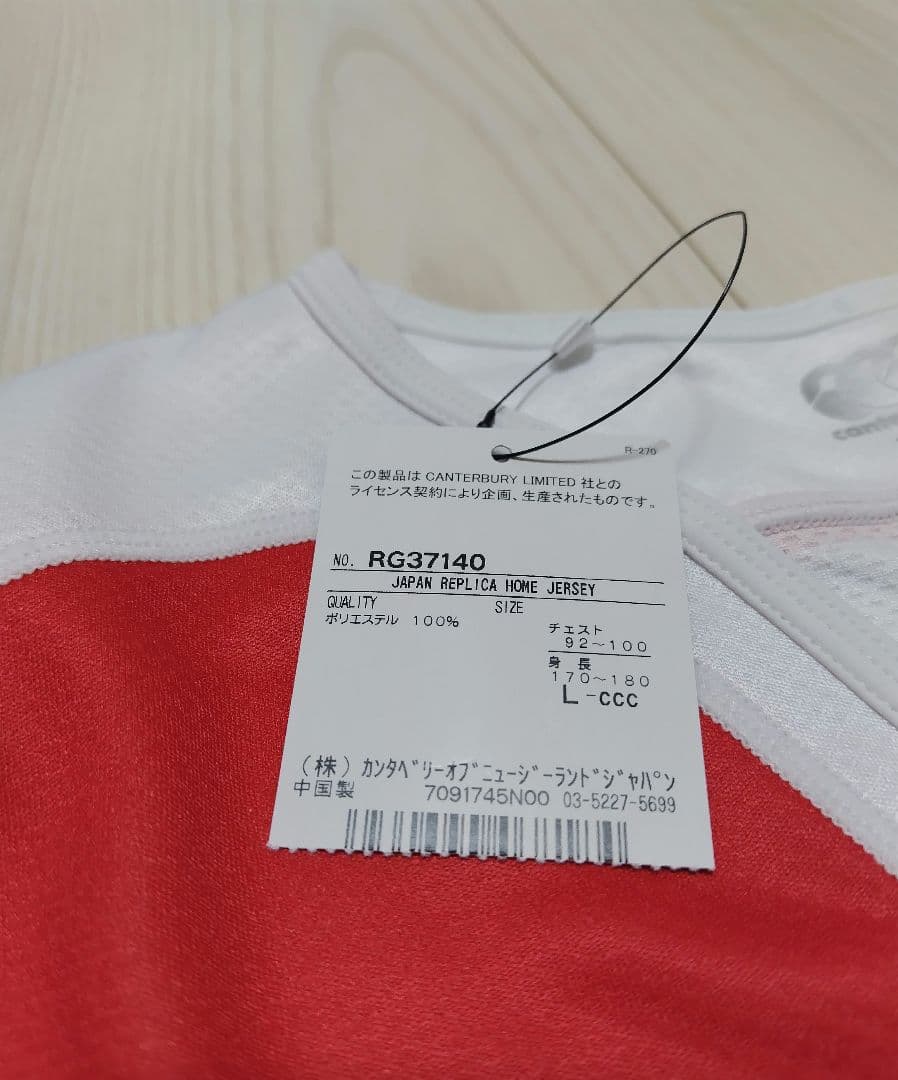 R-270
この製品は CANTERBURY LIMITED 社との
ライセンス契約により企画、生産されたものです。
NO. RG37140
JAPAN REPLICA HOME JERSEY
QUALITY SIZE
ポリエステル 100%
チェスト
92～100
身 長
170～180
L-CCC
(株)カンタベリーオブニュージーランドジャパン
中国製 7091745N00 03-5227-5699